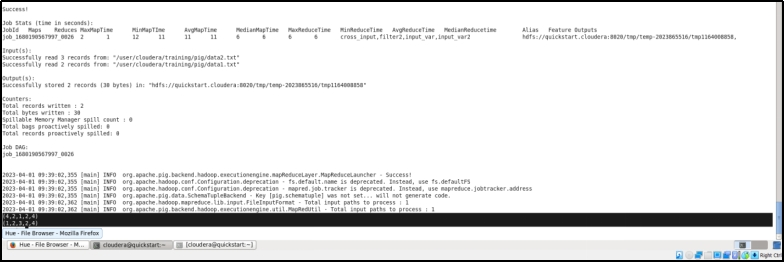 Success!
Job Stats (time in seconds):
JobId Maps Reduces MaxMapTime MinMapTIme AvgMapTime MedianMapTime MaxReduceTime MinReduceTime AvgReduceTime MedianReducetime Alias Feature Outputs
job_1680190567997_0026 2 1 12 11 11 11 6 6 6 6 cross_input,filter2,input_var,input_var2 hdfs://quickstart.cloudera:8020/tmp/temp-2023865516/tmp1164008858,
Input(s):
Successfully read 3 records from: "/user/cloudera/training/pig/data2.txt"
Successfully read 2 records from: "/user/cloudera/training/pig/data1.txt"
Output(s):
Successfully stored 2 records (30 bytes) in: "hdfs://quickstart.cloudera:8020/tmp/temp-2023865516/tmp1164008858"
Counters:
Total records written : 2
Total bytes written : 30
Spillable Memory Manager spill count : 0
Total bags proactively spilled: 0
Total records proactively spilled: 0
Job DAG:
job_1680190567997_0026
2023-04-01 09:39:02,355 [main] INFO org.apache.pig.backend.hadoop.executionengine.mapReduceLayer.MapReduceLauncher - Success!
2023-04-01 09:39:02,355 [main] INFO org.apache.hadoop.conf.Configuration.deprecation - fs.default.name is deprecated. Instead, use fs.defaultFS
2023-04-01 09:39:02,355 [main] INFO org.apache.hadoop.conf.Configuration.deprecation - mapred.job.tracker is deprecated. Instead, use mapreduce.jobtracker.address
2023-04-01 09:39:02,355 [main] INFO org.apache.pig.data.SchemaTupleBackend - Key [pig.schematuple] was not set... will not generate code.
2023-04-01 09:39:02,362 [main] INFO org.apache.hadoop.mapreduce.lib.input.FileInputFormat - Total input paths to process : 1
2023-04-01 09:39:02,362 [main] INFO org.apache.pig.backend.hadoop.executionengine.util.MapRedUtil - Total input paths to process : 1
(4,2,1,2,4)
(1,2,3,2,4)
Hue - File Browser - Mozilla Firefox
Hue - File Browser - M... cloudera@quickstart:~ [cloudera@quickstart:~]
Right Ctrl